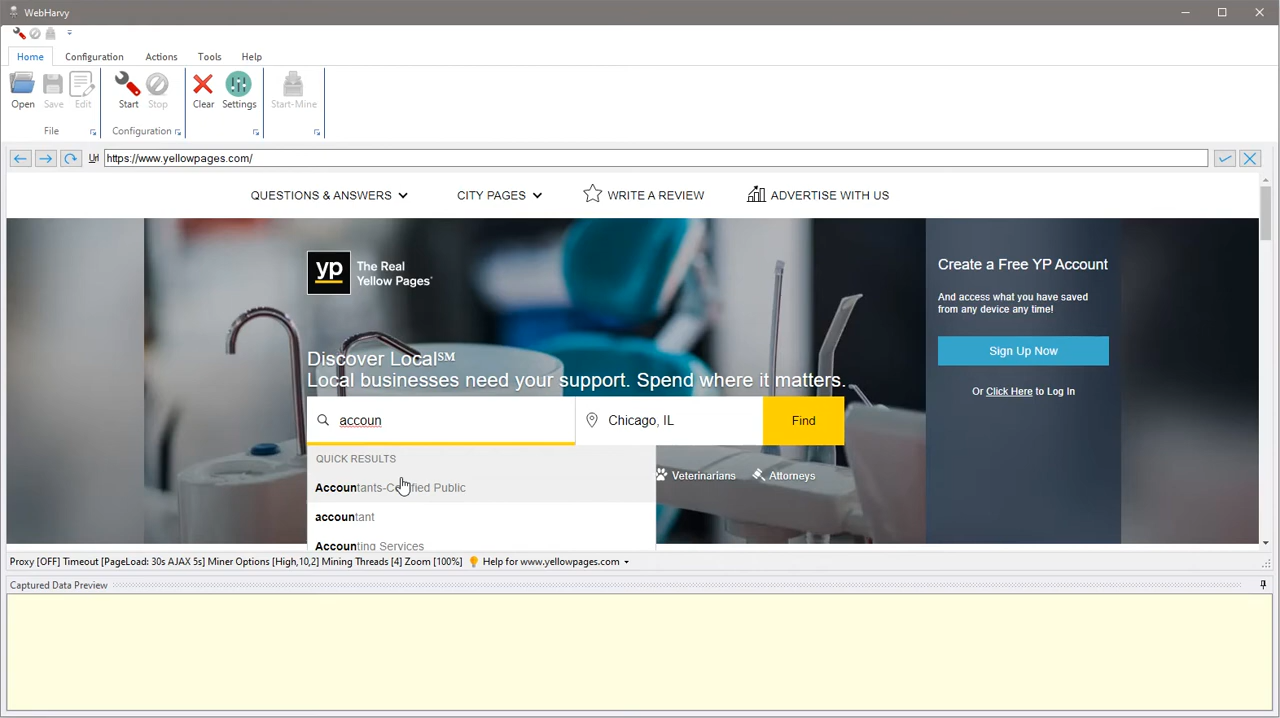 WebHarvy
Home Configuration Actions Tools Help
Open Save Edit Start Stop Clear Settings Start-Mine
File Configuration
Url https://www.yellowpages.com/
QUESTIONS & ANSWERS CITY PAGES WRITE A REVIEW ADVERTISE WITH US
yp The Real
Yellow Pages®
Create a Free YP Account
And access what you have saved
from any device any time!
Sign Up Now
Or Click Here to Log In
Discover Local℠
Local businesses need your support. Spend where it matters.
accoun Chicago, IL Find
QUICK RESULTS
Accountants-Certified Public
accountant
Accounting Services
Veterinarians Attorneys
Proxy [OFF] Timeout [PageLoad: 30s AJAX 5s] Miner Options [High,10,2] Mining Threads [4] Zoom [100%] Help for www.yellowpages.com
Captured Data Preview